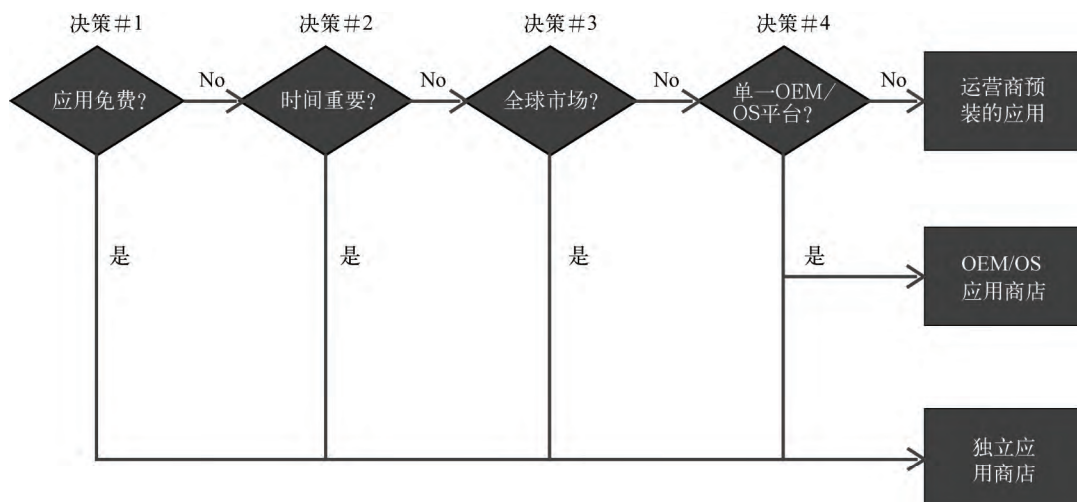 决策#1
决策#2
决策#3
决策#4
应用免费?
No
时间重要?
No
全球市场?
No
单一OEM/
OS平台?
No
运营商预
装的应用
是
是
是
是
OEM/OS
应用商店
独立应
用商店